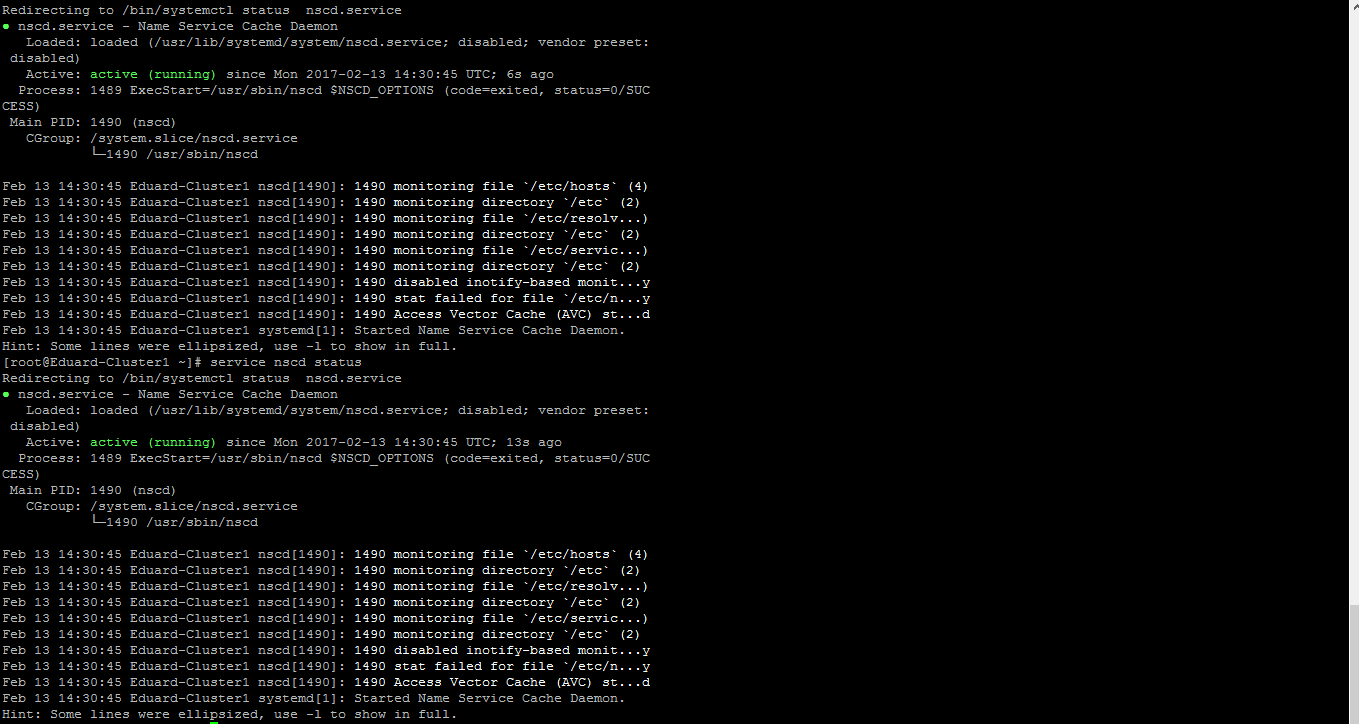 Redirecting to /bin/systemctl status  nscd.service
● nscd.service - Name Service Cache Daemon
   Loaded: loaded (/usr/lib/systemd/system/nscd.service; disabled; vendor preset:
 disabled)
   Active: active (running) since Mon 2017-02-13 14:30:45 UTC; 6s ago
  Process: 1489 ExecStart=/usr/sbin/nscd $NSCD_OPTIONS (code=exited, status=0/SUC
CESS)
 Main PID: 1490 (nscd)
   CGroup: /system.slice/nscd.service
           └─1490 /usr/sbin/nscd

Feb 13 14:30:45 Eduard-Cluster1 nscd[1490]: 1490 monitoring file `/etc/hosts` (4)
Feb 13 14:30:45 Eduard-Cluster1 nscd[1490]: 1490 monitoring directory `/etc` (2)
Feb 13 14:30:45 Eduard-Cluster1 nscd[1490]: 1490 monitoring file `/etc/resolv...)
Feb 13 14:30:45 Eduard-Cluster1 nscd[1490]: 1490 monitoring directory `/etc` (2)
Feb 13 14:30:45 Eduard-Cluster1 nscd[1490]: 1490 monitoring file `/etc/servic...)
Feb 13 14:30:45 Eduard-Cluster1 nscd[1490]: 1490 monitoring directory `/etc` (2)
Feb 13 14:30:45 Eduard-Cluster1 nscd[1490]: 1490 disabled inotify-based monit...y
Feb 13 14:30:45 Eduard-Cluster1 nscd[1490]: 1490 stat failed for file `/etc/n...y
Feb 13 14:30:45 Eduard-Cluster1 nscd[1490]: 1490 Access Vector Cache (AVC) st...d
Feb 13 14:30:45 Eduard-Cluster1 systemd[1]: Started Name Service Cache Daemon.
Hint: Some lines were ellipsized, use -l to show in full.
[root@Eduard-Cluster1 ~]# service nscd status
Redirecting to /bin/systemctl status  nscd.service
● nscd.service - Name Service Cache Daemon
   Loaded: loaded (/usr/lib/systemd/system/nscd.service; disabled; vendor preset:
 disabled)
   Active: active (running) since Mon 2017-02-13 14:30:45 UTC; 13s ago
  Process: 1489 ExecStart=/usr/sbin/nscd $NSCD_OPTIONS (code=exited, status=0/SUC
CESS)
 Main PID: 1490 (nscd)
   CGroup: /system.slice/nscd.service
           └─1490 /usr/sbin/nscd

Feb 13 14:30:45 Eduard-Cluster1 nscd[1490]: 1490 monitoring file `/etc/hosts` (4)
Feb 13 14:30:45 Eduard-Cluster1 nscd[1490]: 1490 monitoring directory `/etc` (2)
Feb 13 14:30:45 Eduard-Cluster1 nscd[1490]: 1490 monitoring file `/etc/resolv...)
Feb 13 14:30:45 Eduard-Cluster1 nscd[1490]: 1490 monitoring directory `/etc` (2)
Feb 13 14:30:45 Eduard-Cluster1 nscd[1490]: 1490 monitoring file `/etc/servic...)
Feb 13 14:30:45 Eduard-Cluster1 nscd[1490]: 1490 monitoring directory `/etc` (2)
Feb 13 14:30:45 Eduard-Cluster1 nscd[1490]: 1490 disabled inotify-based monit...y
Feb 13 14:30:45 Eduard-Cluster1 nscd[1490]: 1490 stat failed for file `/etc/n...y
Feb 13 14:30:45 Eduard-Cluster1 nscd[1490]: 1490 Access Vector Cache (AVC) st...d
Feb 13 14:30:45 Eduard-Cluster1 systemd[1]: Started Name Service Cache Daemon.
Hint: Some lines were ellipsized, use -l to show in full.